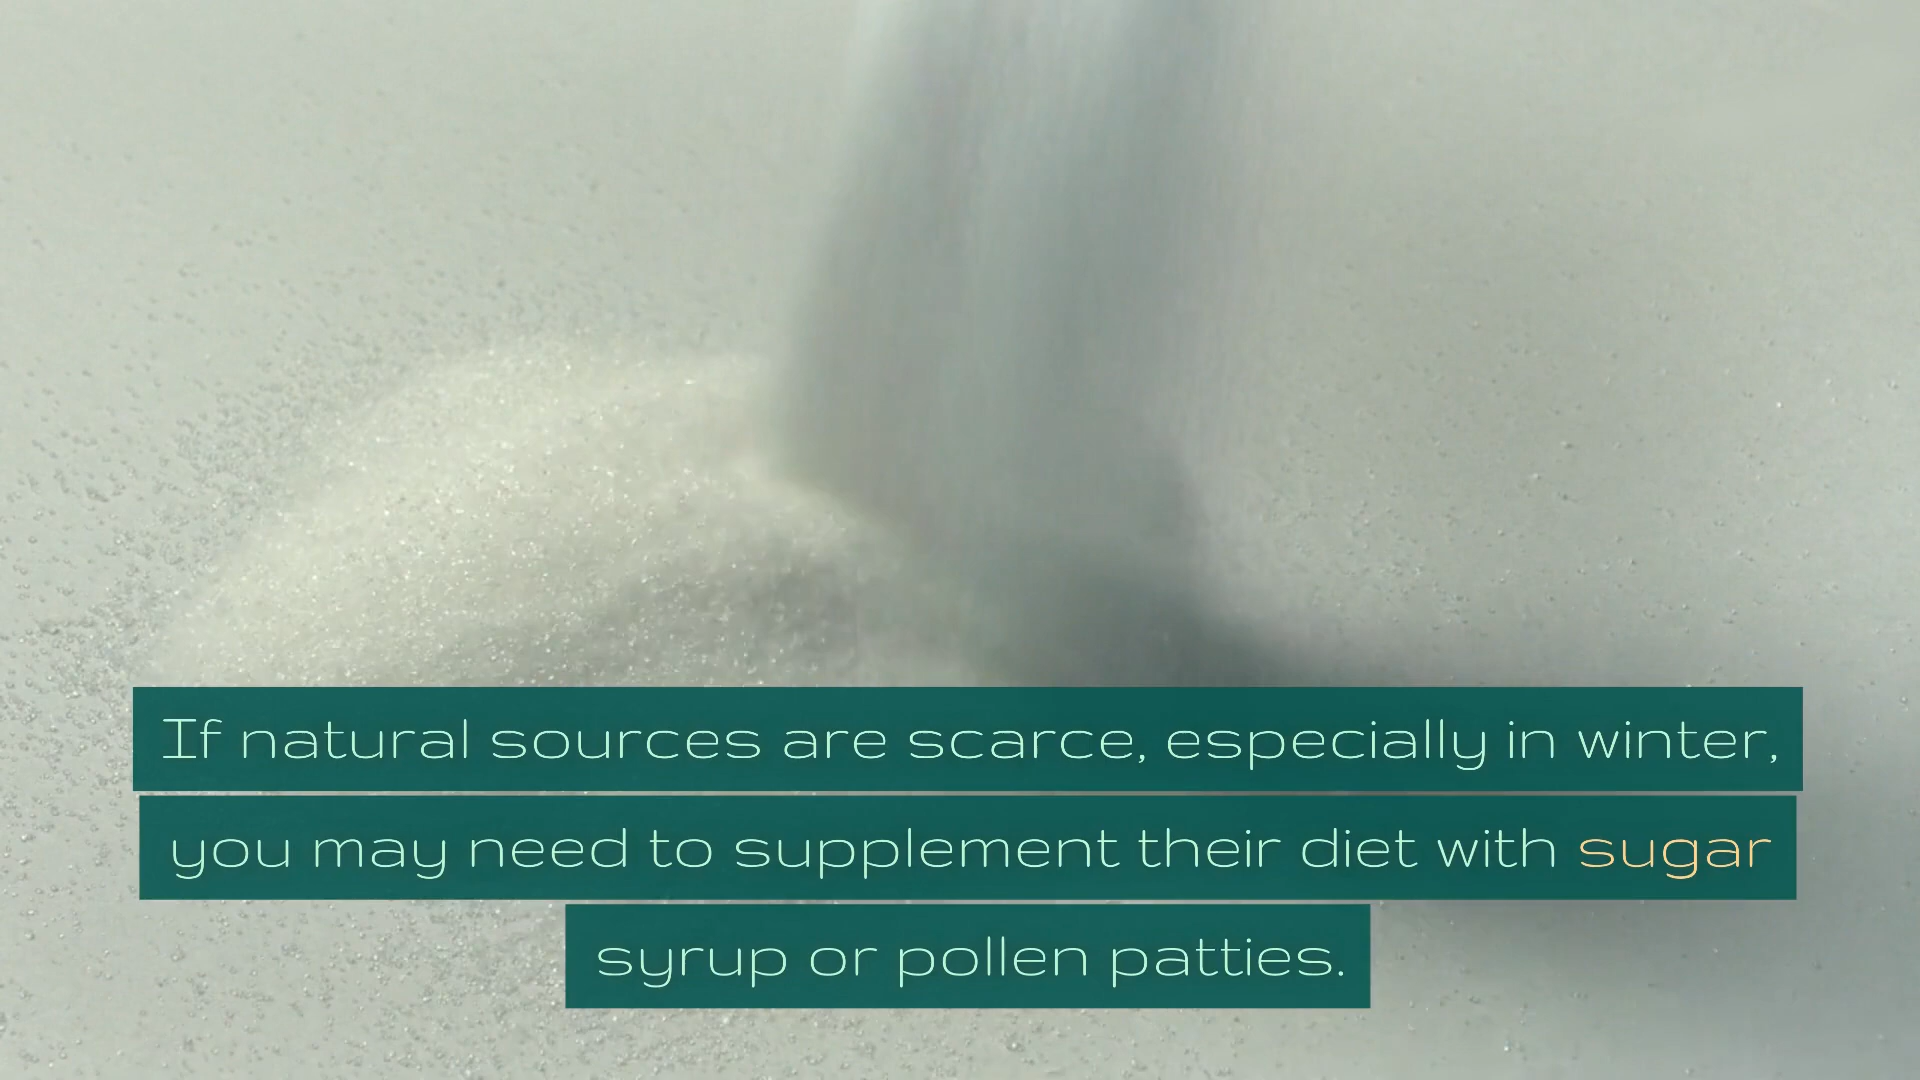 If natural sources are scarce, especially in winter,
you may need to supplement their diet with sugar
syrup or pollen patties.